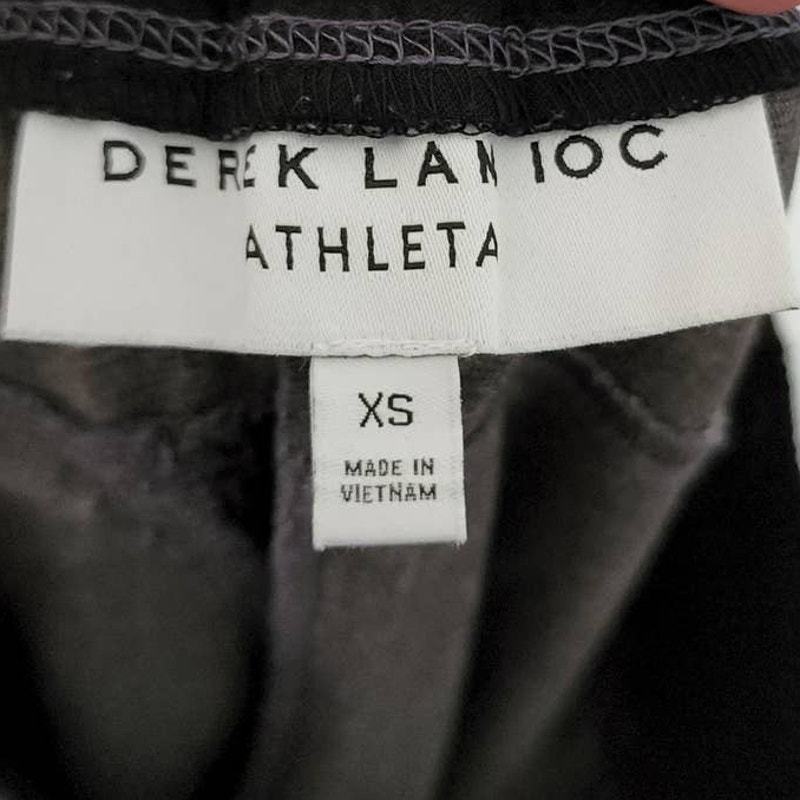 DEREK LAM 10C
ATHLETA
XS
MADE IN
VIETNAM